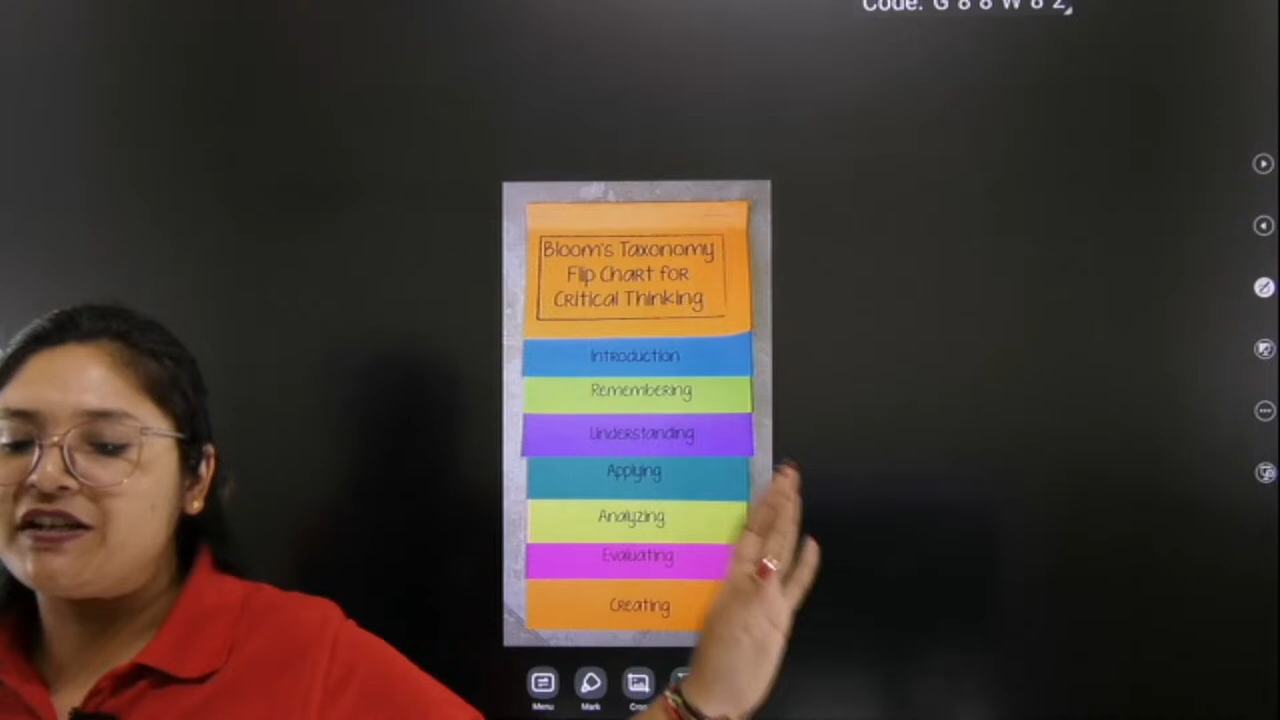 Code: G 8 8 W 8 2
Bloom's Taxonomy
Flip Chart for
Critical Thinking
Introduction
Remembering
Understanding
Applying
Analyzing
Evaluating
Creating
Menu
Mark